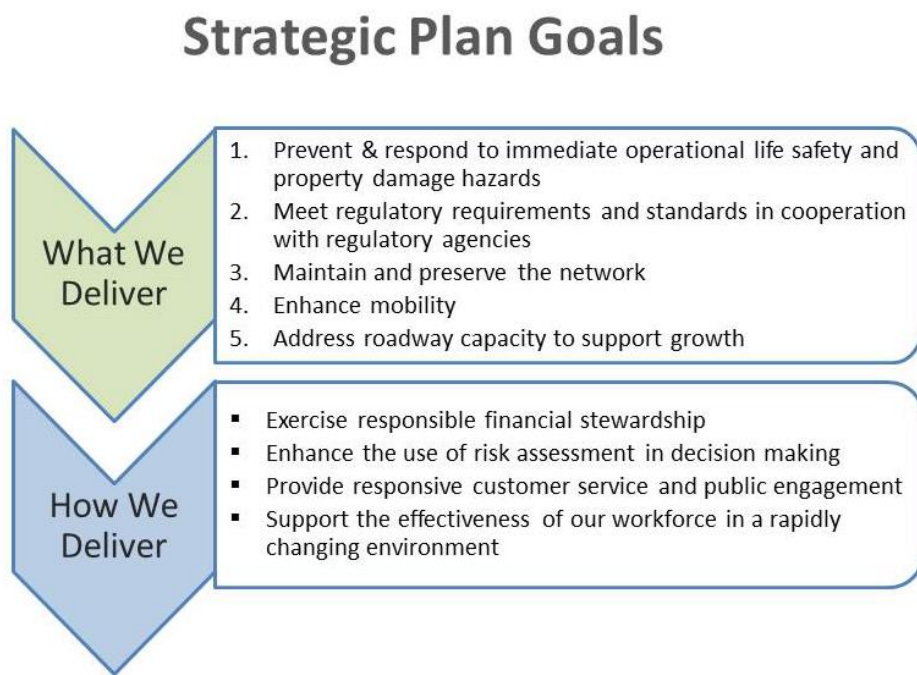 Strategic Plan Goals
What We
Deliver
1. Prevent & respond to immediate operational life safety and
property damage hazards
2. Meet regulatory requirements and standards in cooperation
with regulatory agencies
3. Maintain and preserve the network
4. Enhance mobility
5. Address roadway capacity to support growth
How We
Deliver
▪ Exercise responsible financial stewardship
▪ Enhance the use of risk assessment in decision making
▪ Provide responsive customer service and public engagement
▪ Support the effectiveness of our workforce in a rapidly
changing environment